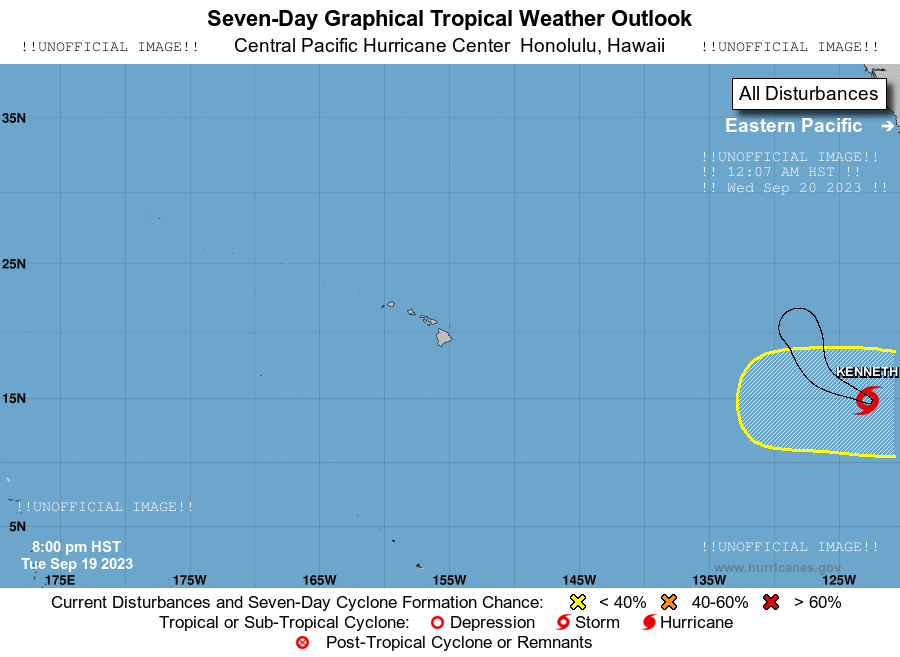 Seven-Day Graphical Tropical Weather Outlook
!!UNOFFICIAL IMAGE!! Central Pacific Hurricane Center Honolulu, Hawaii !!UNOFFICIAL IMAGE!!
All Disturbances
35N
Eastern Pacific →
!!UNOFFICIAL IMAGE!!
!! 12:07 AM HST !!
!! Wed Sep 20 2023 !!
25N
KENNETH
15N
!!UNOFFICIAL IMAGE!!
5N
8:00 pm HST
Tue Sep 19 2023
!!UNOFFICIAL IMAGE!!
www.hurricanes.gov
175E 175W 165W 155W 145W 135W 125W
Current Disturbances and Seven-Day Cyclone Formation Chance: < 40% 40-60% > 60%
Tropical or Sub-Tropical Cyclone: Depression Storm Hurricane
Post-Tropical Cyclone or Remnants